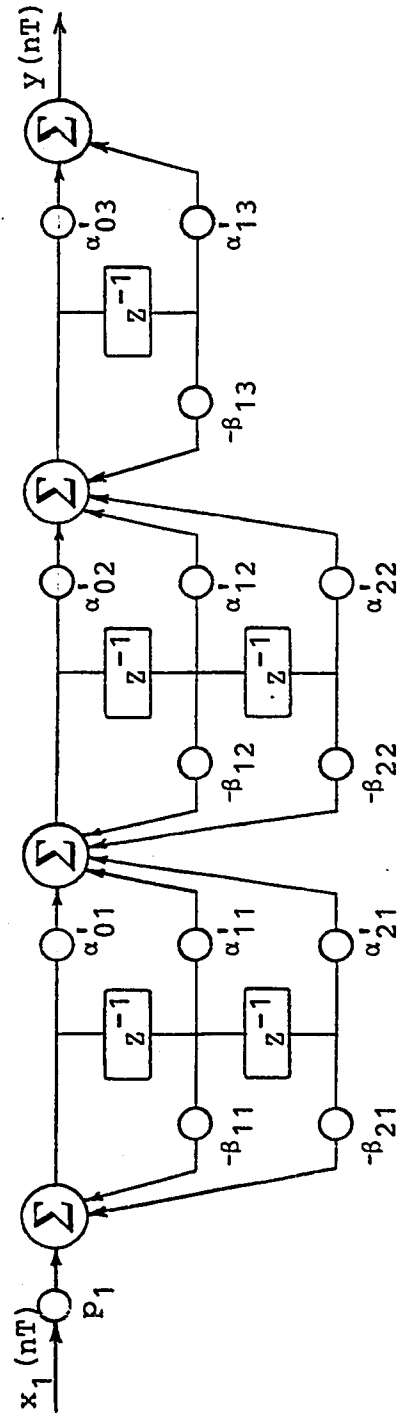 x₁(nT)
p₁
Σ
-β₁₁
-β₂₁
z⁻¹
z⁻¹
α'₀₁
α'₁₁
α'₂₁
Σ
-β₁₂
-β₂₂
z⁻¹
z⁻¹
α'₀₂
α'₁₂
α'₂₂
Σ
-β₁₃
z⁻¹
α'₀₃
α'₁₃
Σ
y(nT)